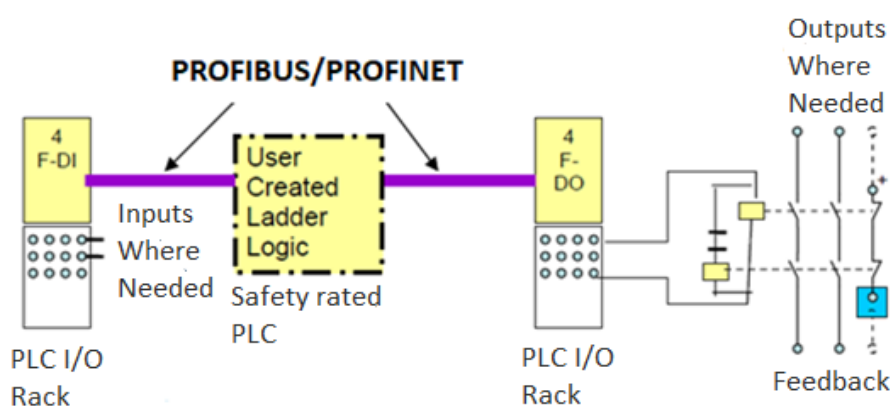 Outputs
Where
Needed
PROFIBUS/PROFINET
4
F-DI
Inputs
Where
Needed
PLC I/O
Rack
User
Created
Ladder
Logic
Safety rated
PLC
4
F-
DO
PLC I/O
Rack
+
-
Feedback